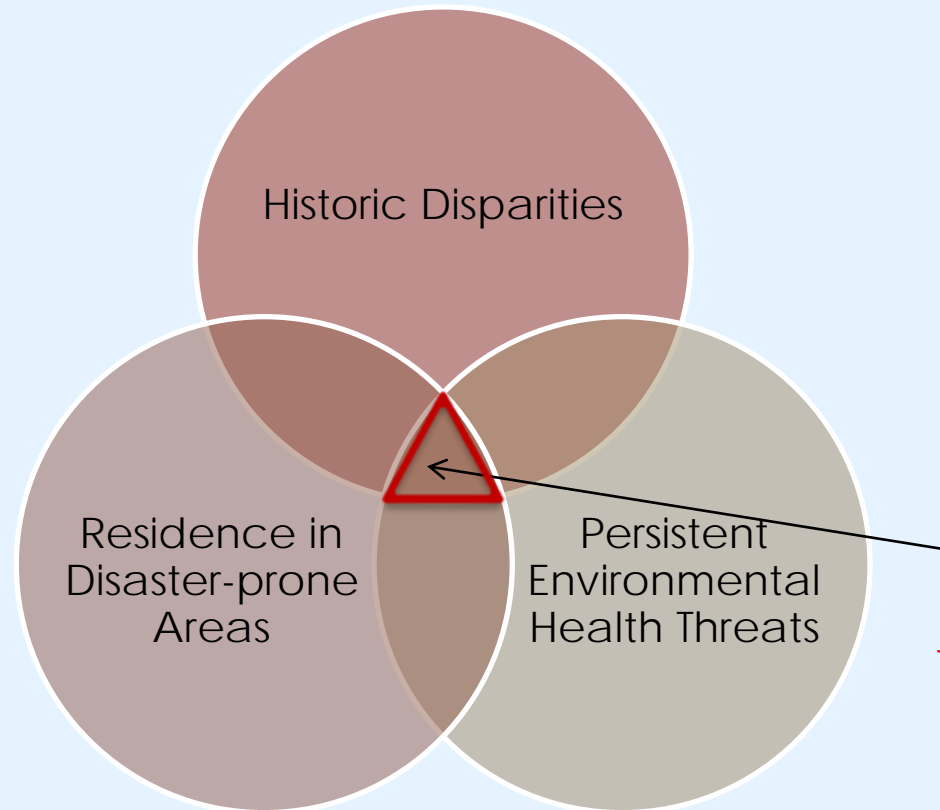 Historic Disparities
Residence in
Disaster-prone
Areas
Persistent
Environmental
Health Threats